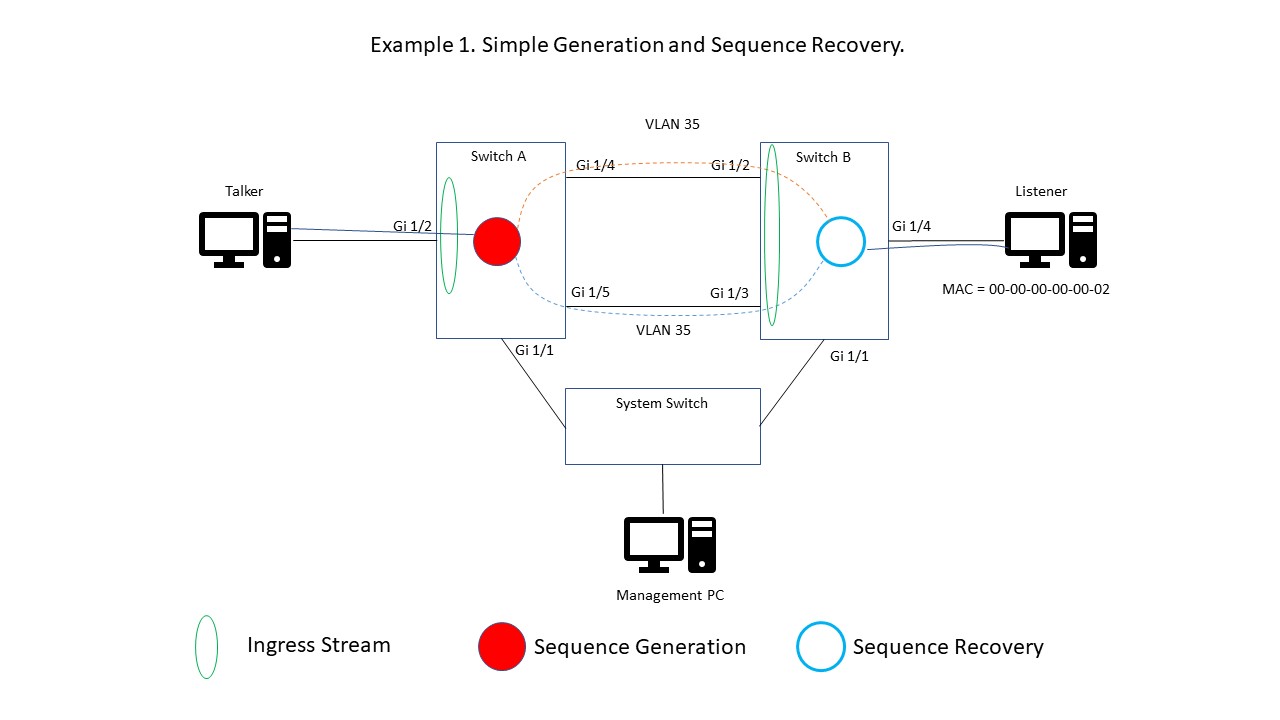 Example 1. Simple Generation and Sequence Recovery.
VLAN 35
Switch A
Switch B
Gi 1/4
Gi 1/2
Talker
Listener
Gi 1/2
Gi 1/4
MAC = 00-00-00-00-00-02
Gi 1/5
Gi 1/3
VLAN 35
Gi 1/1
Gi 1/1
System Switch
Management PC
Ingress Stream
Sequence Generation
Sequence Recovery